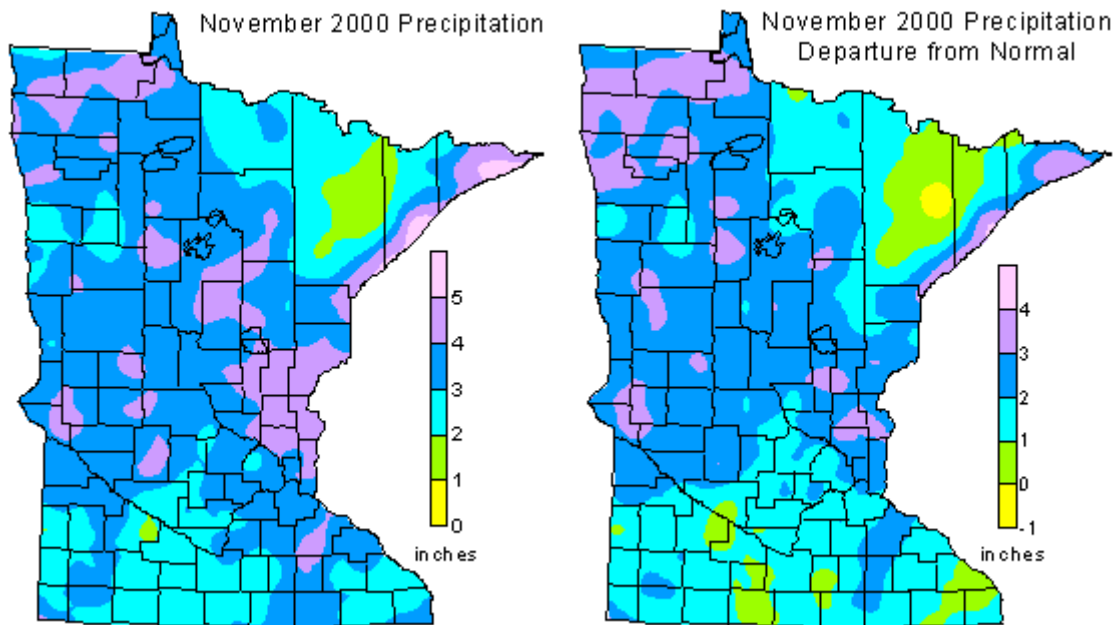 November 2000 Precipitation
5
4
3
2
1
0
inches
November 2000 Precipitation
Departure from Normal
4
3
2
1
0
-1
inches